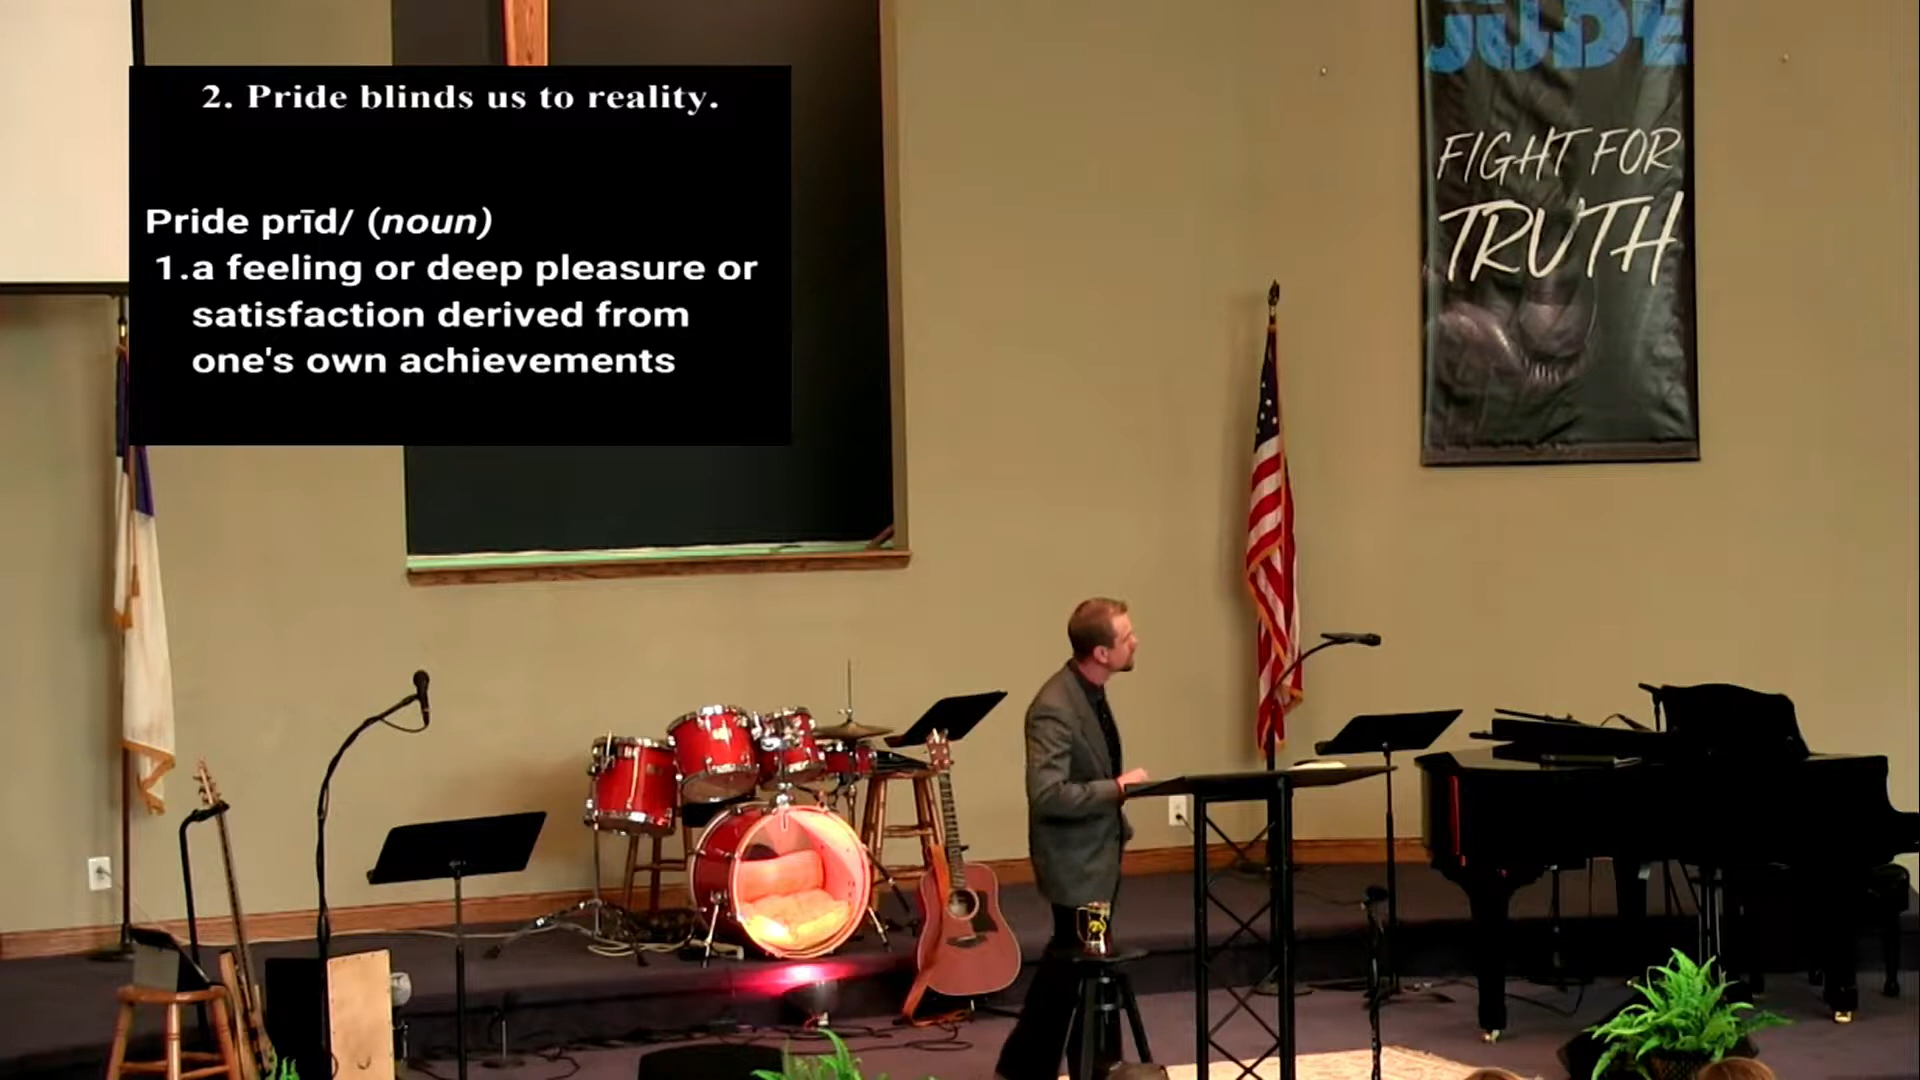 2. Pride blinds us to reality.
Pride prīd/ (noun)
1.a feeling or deep pleasure or
satisfaction derived from
one's own achievements
JUDE
FIGHT FOR
TRUTH